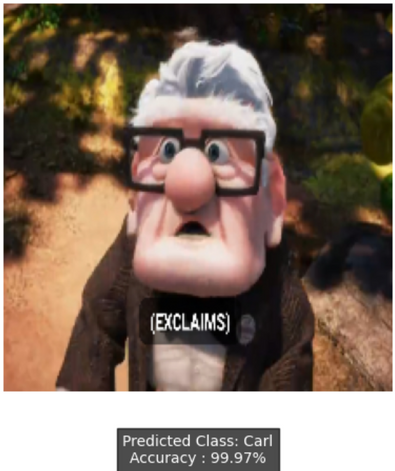 (EXCLAIMS)
Predicted Class: Carl
Accuracy : 99.97%